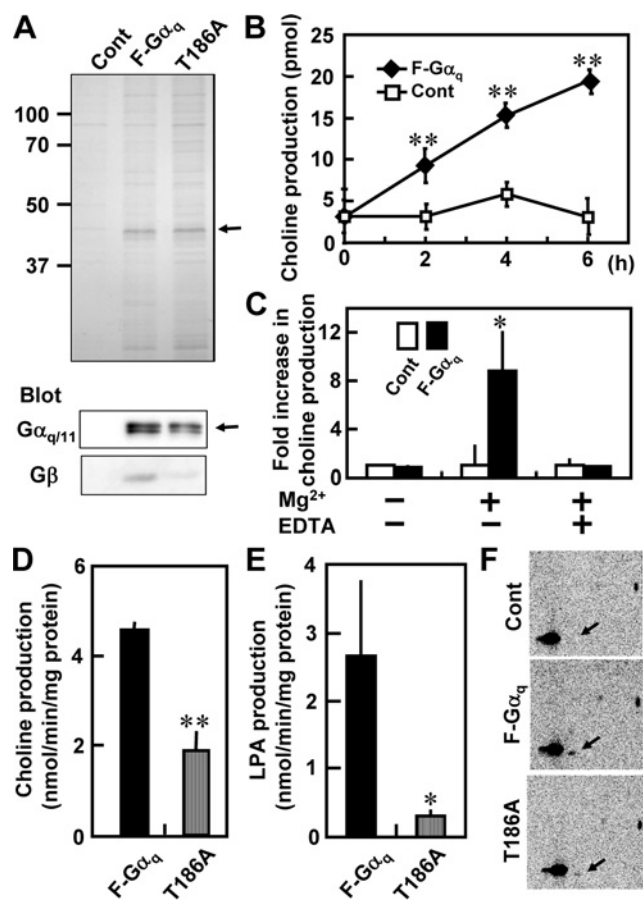 A
Cont
F-Gαq
T186A
100
70
50
37
Blot
Gαq/11
Gβ
B
Choline production (pmol)
25
20
15
10
5
0
F-Gαq
Cont
**
**
**
0 2 4 6 (h)
C
Fold increase in
choline production
12
8
4
0
Cont
F-Gαq
*
Mg2+ − + +
EDTA − − +
D
Choline production
(nmol/min/mg protein)
6
4
2
0
**
F-Gαq
T186A
E
LPA production
(nmol/min/mg protein)
4
3
2
1
0
*
F-Gαq
T186A
F
Cont
F-Gαq
T186A